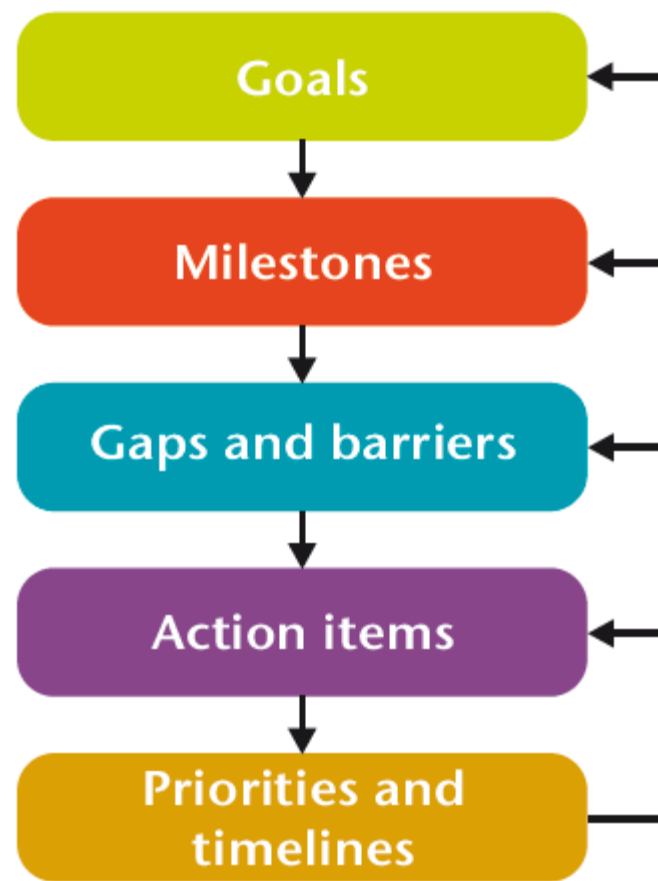 Goals
Milestones
Gaps and barriers
Action items
Priorities and
timelines